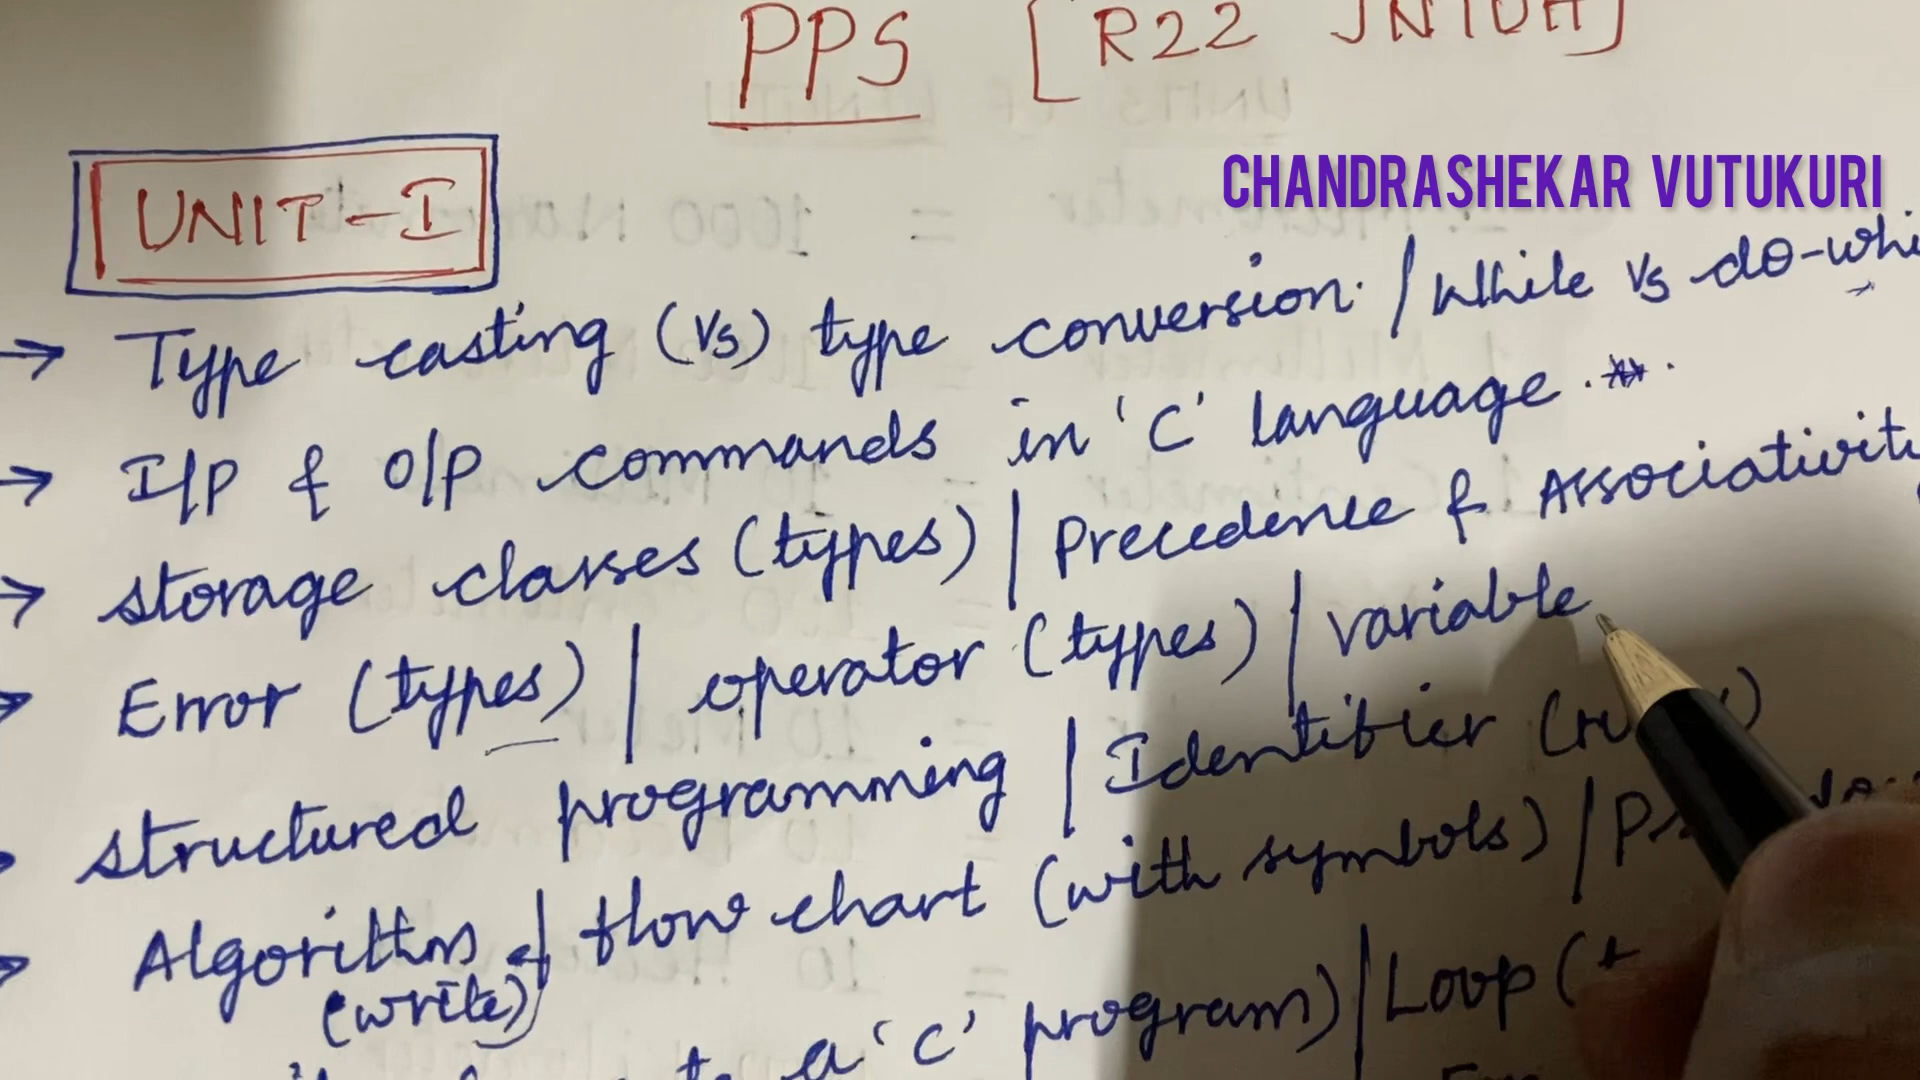 PPS [R22 JNTUH]
CHANDRASHEKAR VUTUKURI
UNIT-I
→ Type casting (Vs) type conversion. / While Vs do-whi
→ I/p & O/p commands in 'C' language.
→ storage classes (types) | Precedence & Associativity
→ Error (types) | operator (types) | variable
structured programming | Identifier
→ Algorithm | flow chart (with symbols) |
(write)
a 'c' program) | Loop (